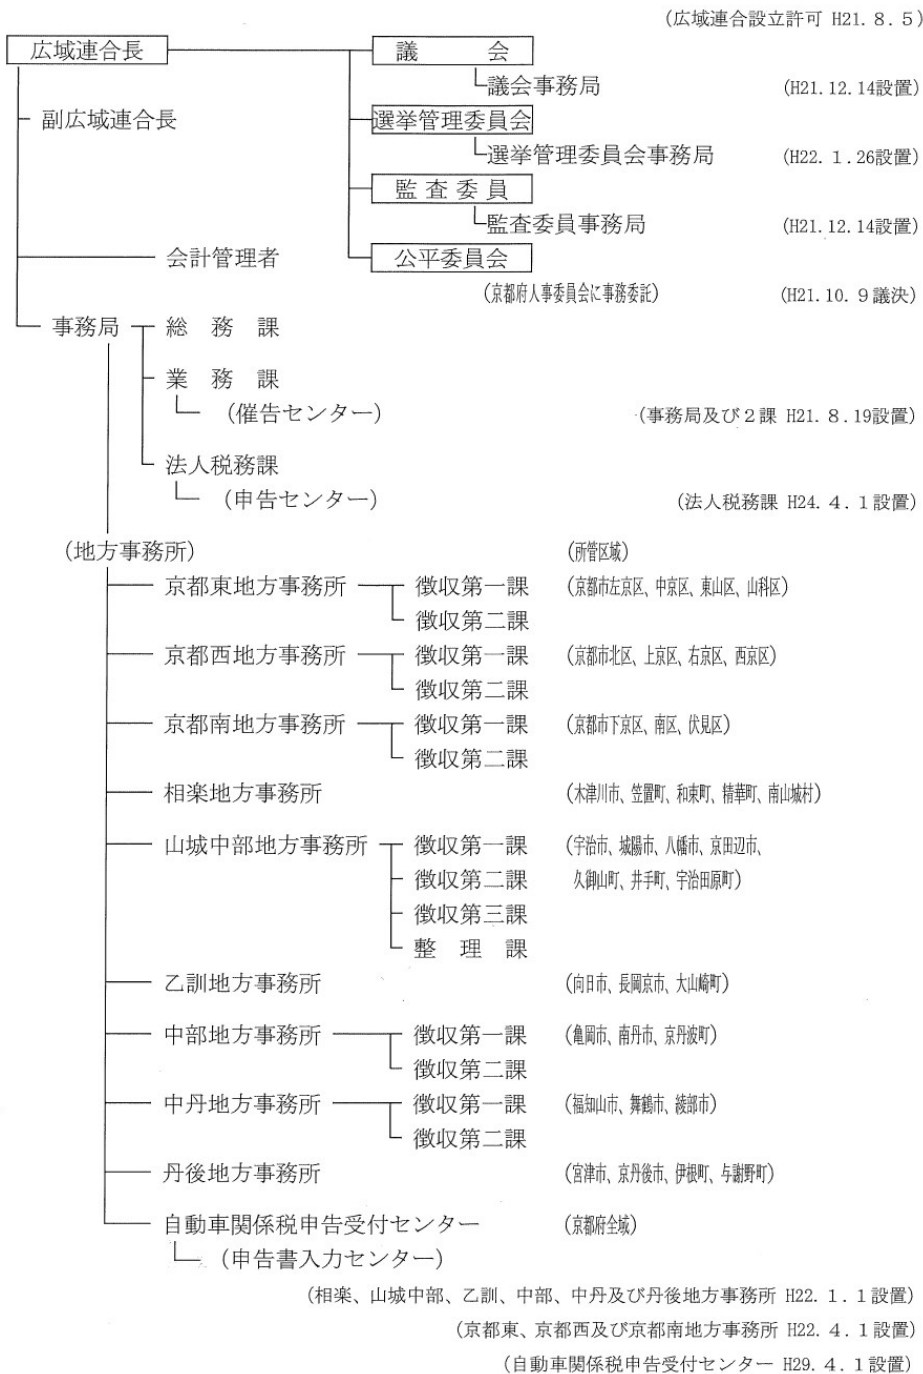 (広域連合設立許可 H21. 8. 5)
広域連合長 議 会
議会事務局 (H21. 12. 14設置)
副広域連合長 選挙管理委員会
選挙管理委員会事務局 (H22. 1. 26設置)
監査委員
監査委員事務局 (H21. 12. 14設置)
会計管理者 公平委員会
(京都府人事委員会に事務委託) (H21. 10. 9議決)
事務局 総務課
業務課
(催告センター) (事務局及び2課 H21. 8. 19設置)
法人税務課
(申告センター) (法人税務課 H24. 4. 1設置)
(地方事務所) (所管区域)
京都東地方事務所 徴収第一課 (京都市左京区、中京区、東山区、山科区)
徴収第二課
京都西地方事務所 徴収第一課 (京都市北区、上京区、右京区、西京区)
徴収第二課
京都南地方事務所 徴収第一課 (京都市下京区、南区、伏見区)
徴収第二課
相楽地方事務所 (木津川市、笠置町、和束町、精華町、南山城村)
山城中部地方事務所 徴収第一課 (宇治市、城陽市、八幡市、京田辺市、
徴収第二課 久御山町、井手町、宇治田原町)
徴収第三課
整理課
乙訓地方事務所 (向日市、長岡京市、大山崎町)
中部地方事務所 徴収第一課 (亀岡市、南丹市、京丹波町)
徴収第二課
中丹地方事務所 徴収第一課 (福知山市、舞鶴市、綾部市)
徴収第二課
丹後地方事務所 (宮津市、京丹後市、伊根町、与謝野町)
自動車関係税申告受付センター (京都府全域)
(申告書入力センター)
(相楽、山城中部、乙訓、中部、中丹及び丹後地方事務所 H22. 1. 1設置)
(京都東、京都西及び京都南地方事務所 H22. 4. 1設置)
(自動車関係税申告受付センター H29. 4. 1設置)